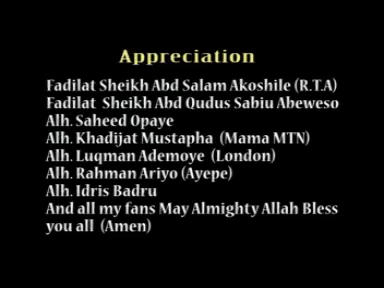 Appreciation
Fadilat Sheikh Abd Salam Akoshile (R.T.A)
Fadilat Sheikh Abd Qudus Sabiu Abeweso
Alh. Saheed Opaye
Alh. Khadijat Mustapha (Mama MTN)
Alh. Luqman Ademoye (London)
Alh. Rahman Ariyo (Ayepe)
Alh. Idris Badru
And all my fans May Almighty Allah Bless
you all (Amen)